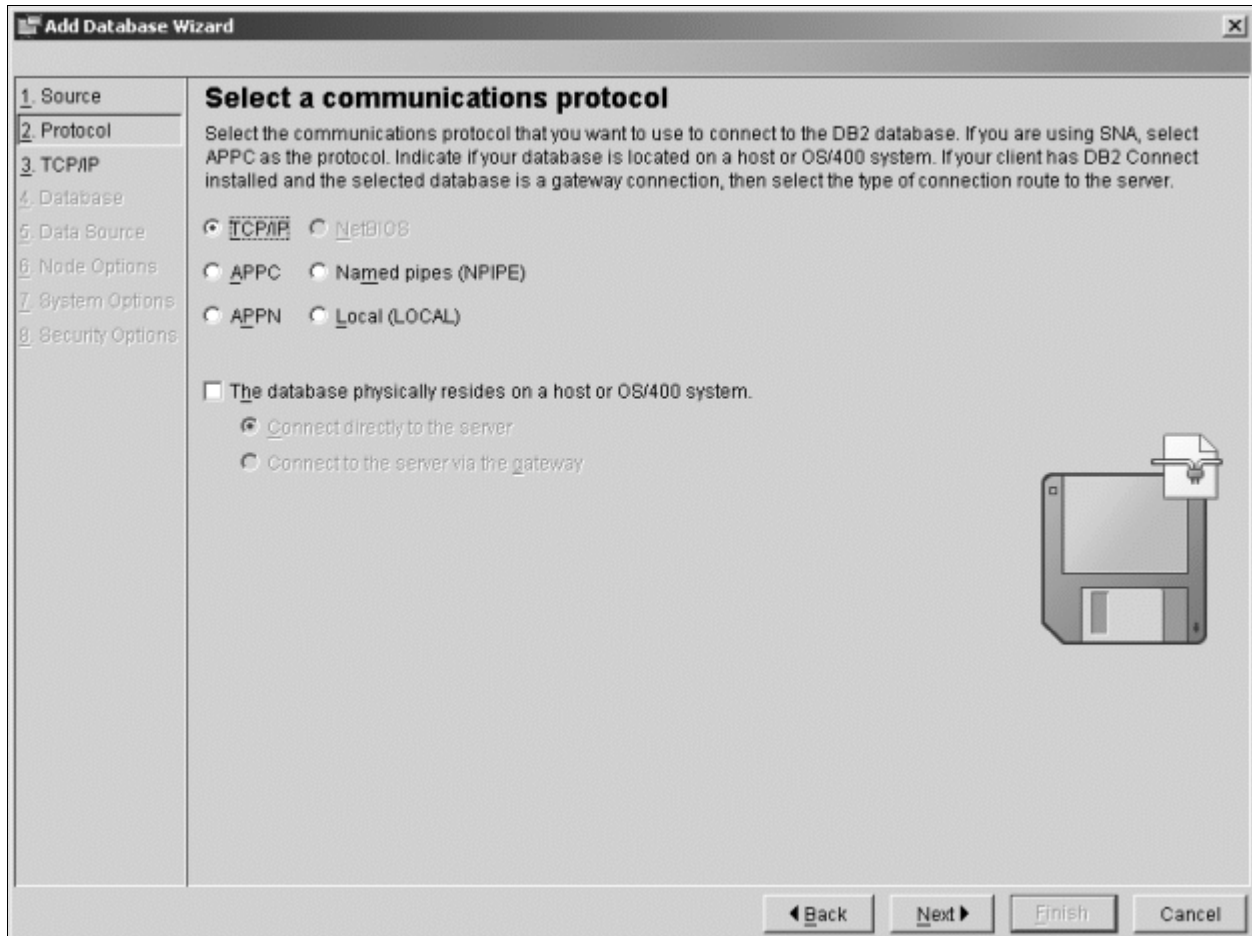 Add Database Wizard
1. Source
2. Protocol
3. TCP/IP
4. Database
5. Data Source
6. Node Options
7. System Options
8. Security Options
Select a communications protocol
Select the communications protocol that you want to use to connect to the DB2 database. If you are using SNA, select
APPC as the protocol. Indicate if your database is located on a host or OS/400 system. If your client has DB2 Connect
installed and the selected database is a gateway connection, then select the type of connection route to the server.
TCP/IP NetBIOS
APPC Named pipes (NPIPE)
APPN Local (LOCAL)
The database physically resides on a host or OS/400 system.
Connect directly to the server
Connect to the server via the gateway
Back Next Finish Cancel